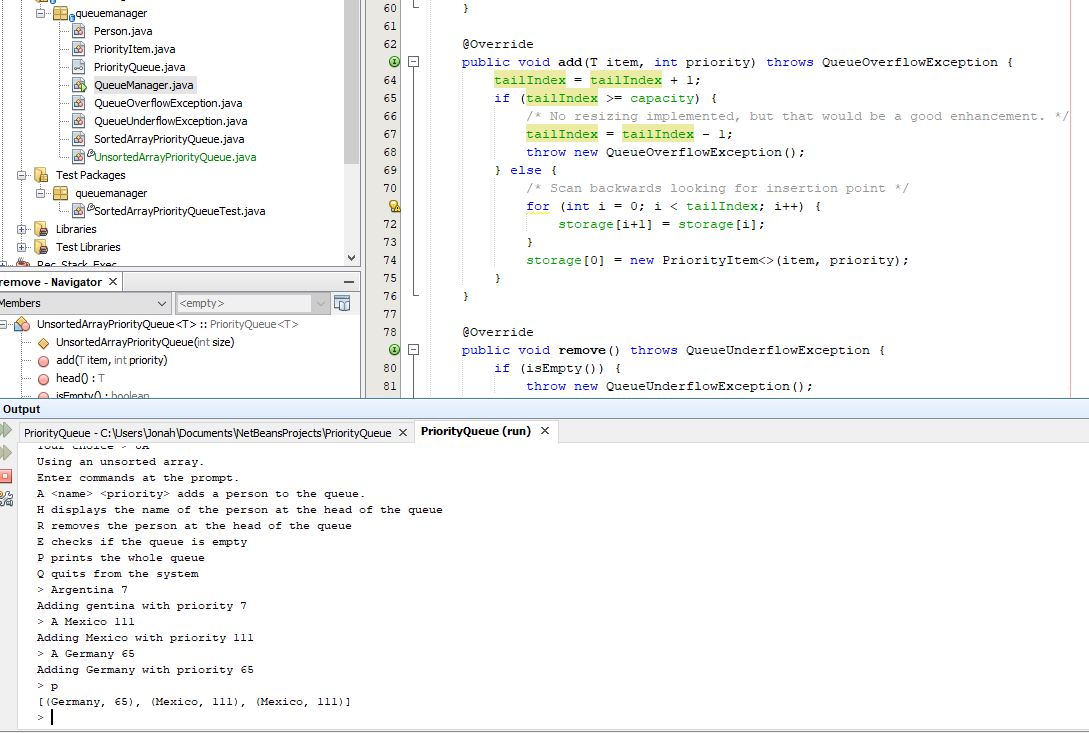 queuemanager
Person.java
PriorityItem.java
PriorityQueue.java
QueueManager.java
QueueOverflowException.java
QueueUnderflowException.java
SortedArrayPriorityQueue.java
UnsortedArrayPriorityQueue.java
Test Packages
queuemanager
SortedArrayPriorityQueueTest.java
Libraries
Test Libraries
Rec_Stack_Exec
remove - Navigator
Members
<empty>
UnsortedArrayPriorityQueue<T> :: PriorityQueue<T>
UnsortedArrayPriorityQueue(int size)
add(T item, int priority)
head() : T
isEmpty() : boolean
60 }
61
62 @Override
public void add(T item, int priority) throws QueueOverflowException {
64 tailIndex = tailIndex + 1;
65 if (tailIndex >= capacity) {
66 /* No resizing implemented, but that would be a good enhancement. */
67 tailIndex = tailIndex - 1;
68 throw new QueueOverflowException();
69 } else {
70 /* Scan backwards looking for insertion point */
for (int i = 0; i < tailIndex; i++) {
72 storage[i+1] = storage[i];
73 }
74 storage[0] = new PriorityItem<>(item, priority);
75 }
76 }
77
78 @Override
public void remove() throws QueueUnderflowException {
80 if (isEmpty()) {
81 throw new QueueUnderflowException();
Output
PriorityQueue - C:\Users\Jonah\Documents\NetBeansProjects\PriorityQueue
PriorityQueue (run)
Your choice > UA
Using an unsorted array.
Enter commands at the prompt.
A <name> <priority> adds a person to the queue.
H displays the name of the person at the head of the queue
R removes the person at the head of the queue
E checks if the queue is empty
P prints the whole queue
Q quits from the system
> Argentina 7
Adding gentina with priority 7
> A Mexico 111
Adding Mexico with priority 111
> A Germany 65
Adding Germany with priority 65
> p
[(Germany, 65), (Mexico, 111), (Mexico, 111)]
>